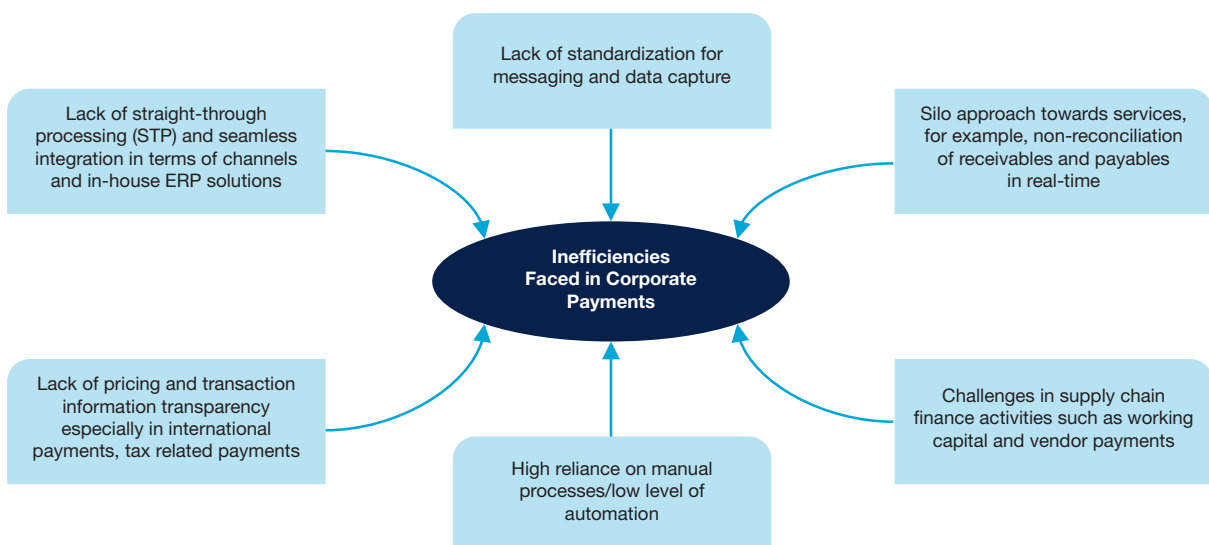 Lack of standardization for
messaging and data capture
Lack of straight-through
processing (STP) and seamless
integration in terms of channels
and in-house ERP solutions
Silo approach towards services,
for example, non-reconciliation
of receivables and payables
in real-time
Inefficiencies
Faced in Corporate
Payments
Lack of pricing and transaction
information transparency
especially in international
payments, tax related payments
High reliance on manual
processes/low level of
automation
Challenges in supply chain
finance activities such as working
capital and vendor payments